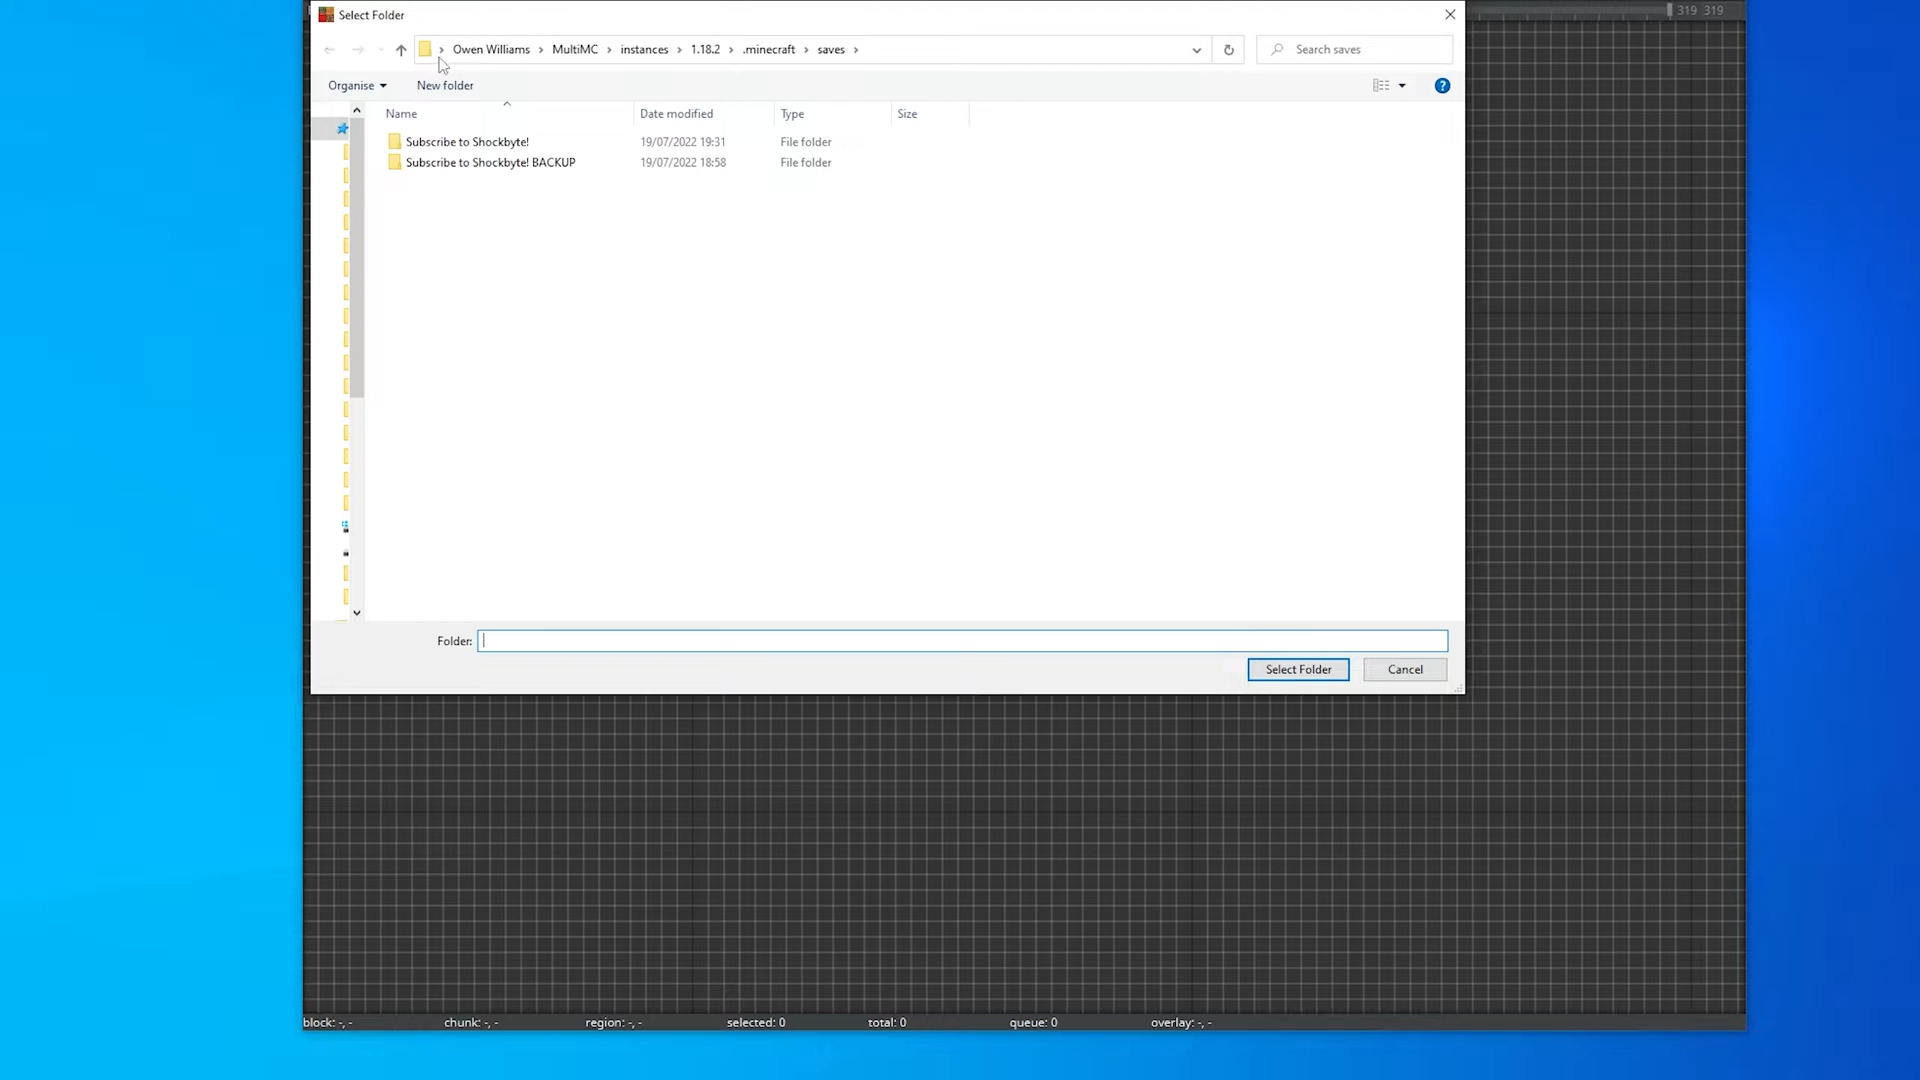 Select Folder
319 319
Owen Williams > MultiMC > instances > 1.18.2 > .minecraft > saves >
Search saves
Organise
New folder
Name Date modified Type Size
Subscribe to Shockbyte! 19/07/2022 19:31 File folder
Subscribe to Shockbyte! BACKUP 19/07/2022 18:58 File folder
Folder:
Select Folder Cancel
block: -, - chunk: -, - region: -, - selected: 0 total: 0 queue: 0 overlay: -, -